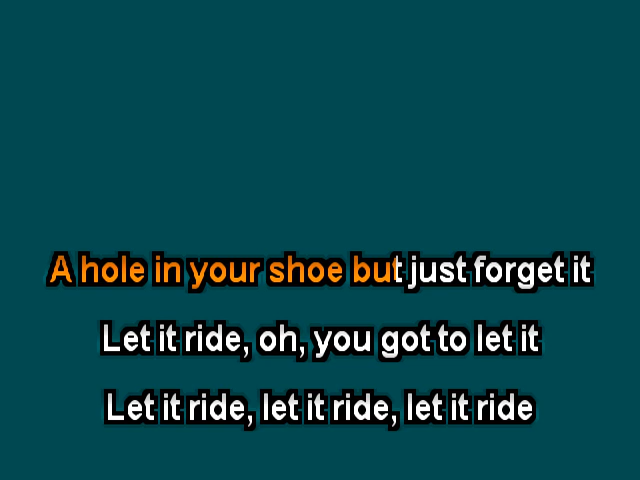 A hole in your shoe but just forget it
Let it ride, oh, you got to let it
Let it ride, let it ride, let it ride